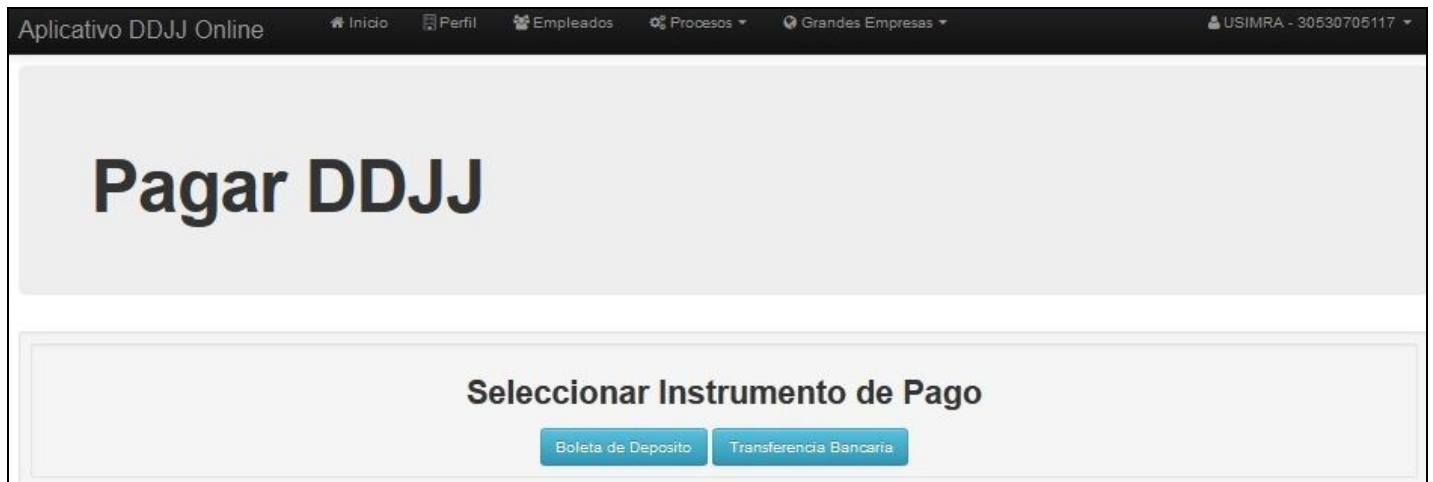 Aplicativo DDJJ Online Inicio Perfil Empleados Procesos Grandes Empresas USIMRA - 30530705117
Pagar DDJJ
Seleccionar Instrumento de Pago
Boleta de Deposito Transferencia Bancaria